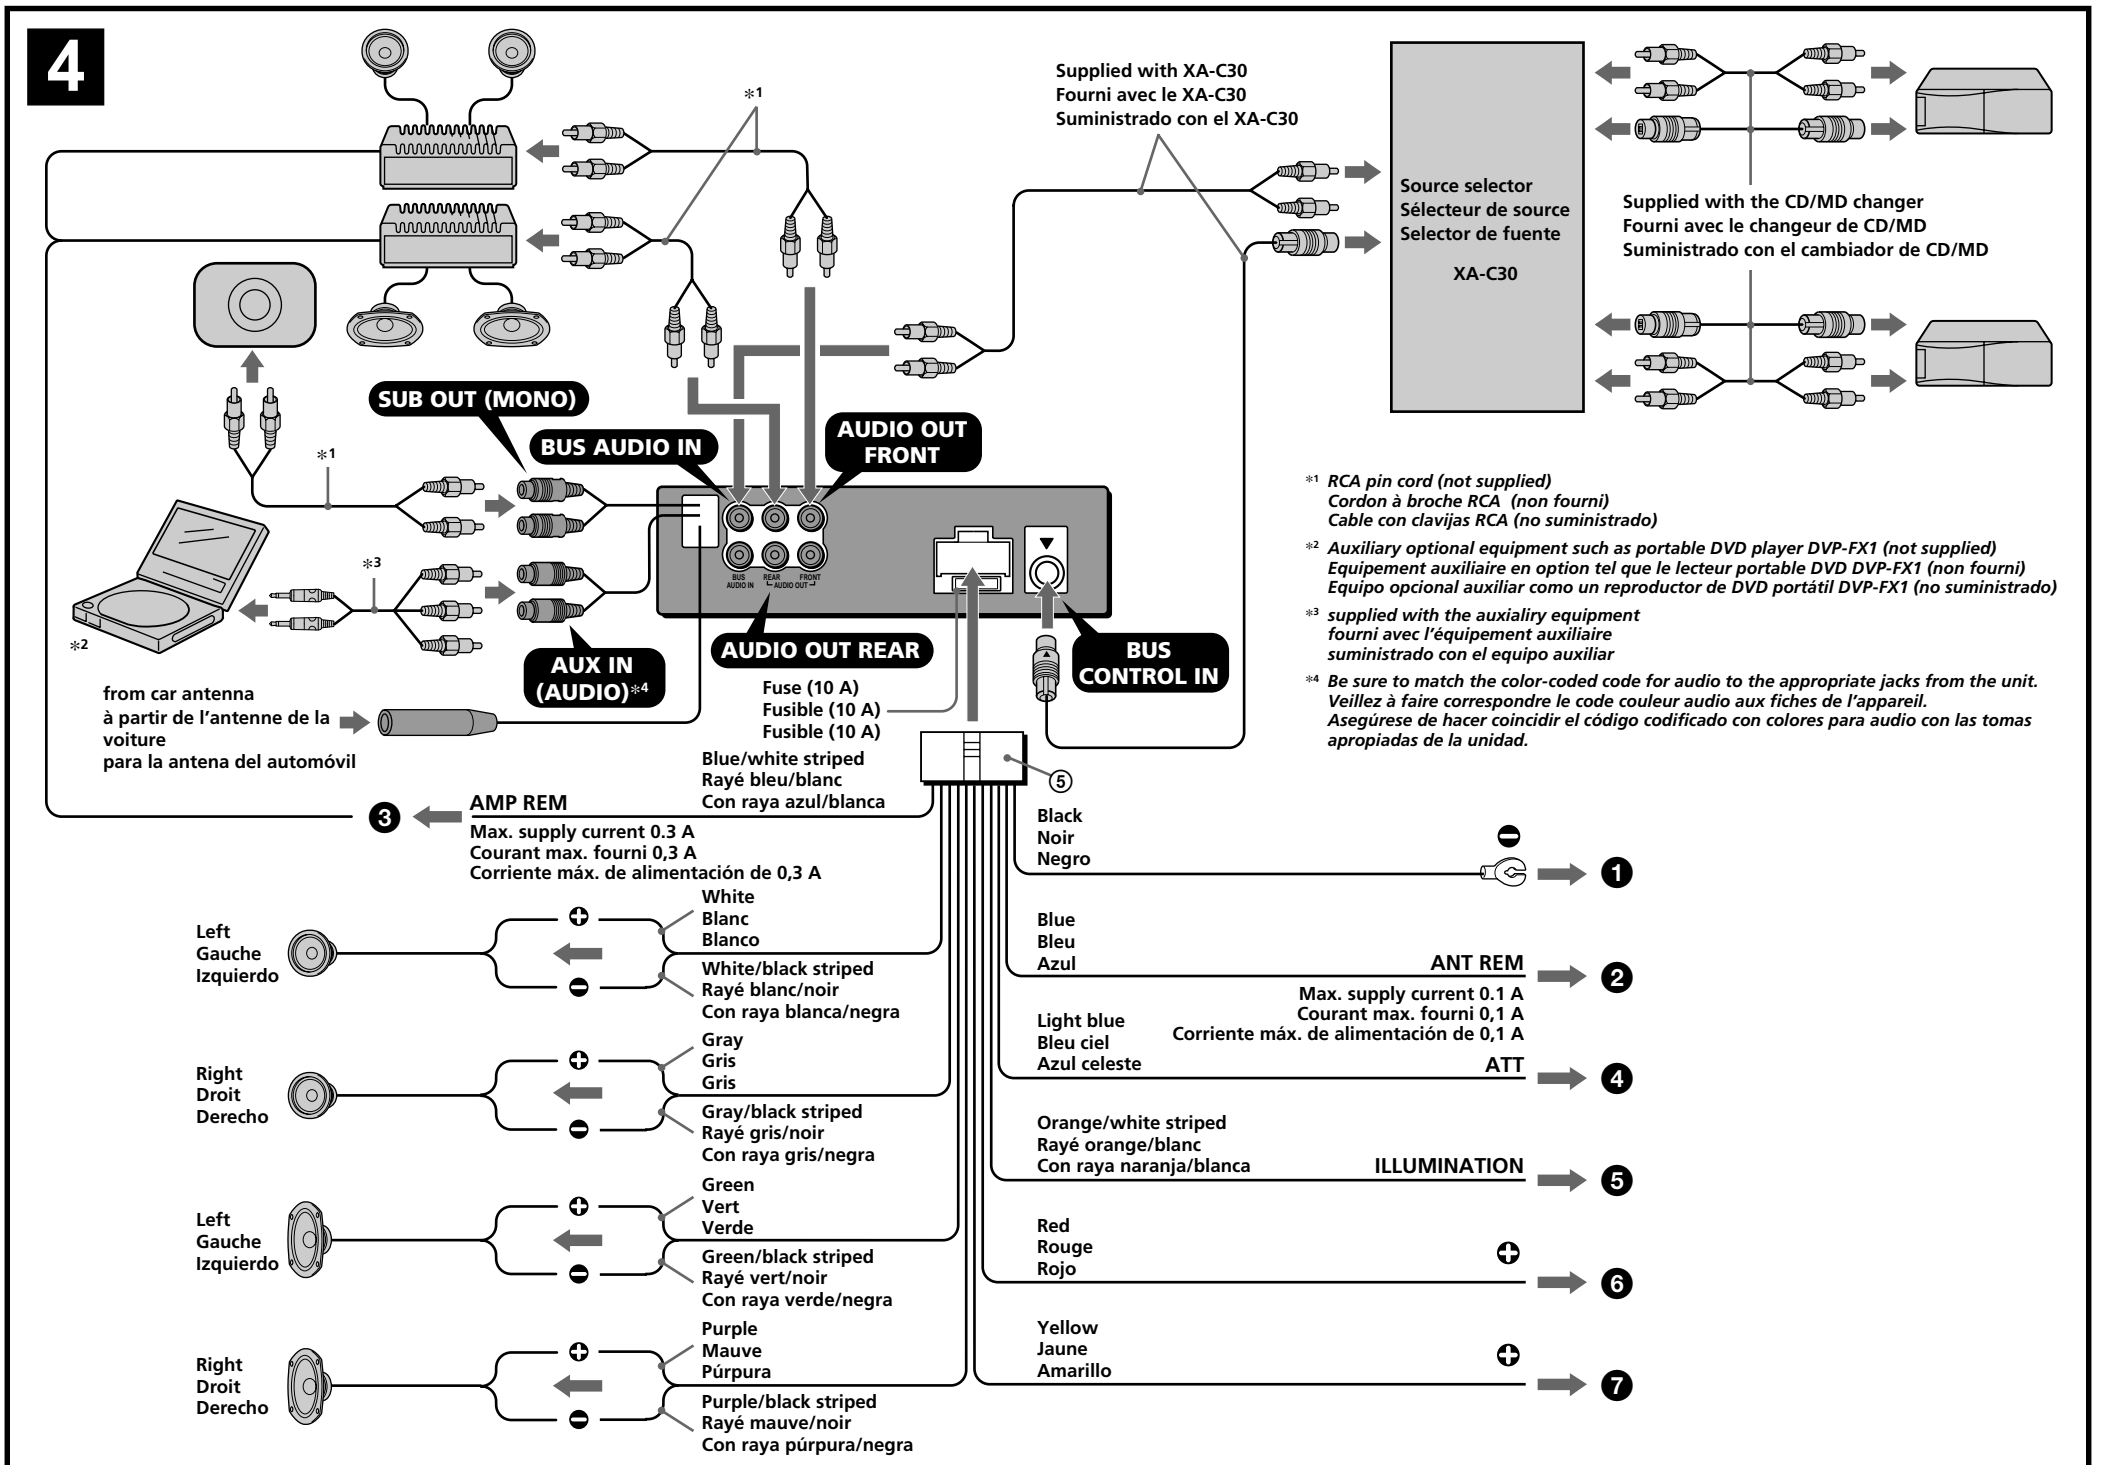 4
*1
Supplied with XA-C30
Fourni avec le XA-C30
Suministrado con el XA-C30
Source selector
Sélecteur de source
Selector de fuente
XA-C30
Supplied with the CD/MD changer
Fourni avec le changeur de CD/MD
Suministrado con el cambiador de CD/MD
SUB OUT (MONO)
BUS AUDIO IN
AUDIO OUT
FRONT
*1
*3
*2
BUS
AUDIO IN
REAR
FRONT
AUDIO OUT
AUDIO OUT REAR
AUX IN
(AUDIO)*4
BUS
CONTROL IN
*1 RCA pin cord (not supplied)
Cordon à broche RCA (non fourni)
Cable con clavijas RCA (no suministrado)
*2 Auxiliary optional equipment such as portable DVD player DVP-FX1 (not supplied)
Equipement auxiliaire en option tel que le lecteur portable DVD DVP-FX1 (non fourni)
Equipo opcional auxiliar como un reproductor de DVD portátil DVP-FX1 (no suministrado)
*3 supplied with the auxialiry equipment
fourni avec l'équipement auxiliaire
suministrado con el equipo auxiliar
*4 Be sure to match the color-coded code for audio to the appropriate jacks from the unit.
Veillez à faire correspondre le code couleur audio aux fiches de l'appareil.
Asegúrese de hacer coincidir el código codificado con colores para audio con las tomas
apropiadas de la unidad.
from car antenna
à partir de l'antenne de la
voiture
para la antena del automóvil
Fuse (10 A)
Fusible (10 A)
Fusible (10 A)
Blue/white striped
Rayé bleu/blanc
Con raya azul/blanca
5
3
AMP REM
Max. supply current 0.3 A
Courant max. fourni 0,3 A
Corriente máx. de alimentación de 0,3 A
Left
Gauche
Izquierdo
White
Blanc
Blanco
White/black striped
Rayé blanc/noir
Con raya blanca/negra
Right
Droit
Derecho
Gray
Gris
Gris
Gray/black striped
Rayé gris/noir
Con raya gris/negra
Left
Gauche
Izquierdo
Green
Vert
Verde
Green/black striped
Rayé vert/noir
Con raya verde/negra
Right
Droit
Derecho
Purple
Mauve
Púrpura
Purple/black striped
Rayé mauve/noir
Con raya púrpura/negra
Black
Noir
Negro
1
Blue
Bleu
Azul
ANT REM
2
Max. supply current 0.1 A
Courant max. fourni 0,1 A
Corriente máx. de alimentación de 0,1 A
Light blue
Bleu ciel
Azul celeste
ATT
4
Orange/white striped
Rayé orange/blanc
Con raya naranja/blanca
ILLUMINATION
5
Red
Rouge
Rojo
6
Yellow
Jaune
Amarillo
7